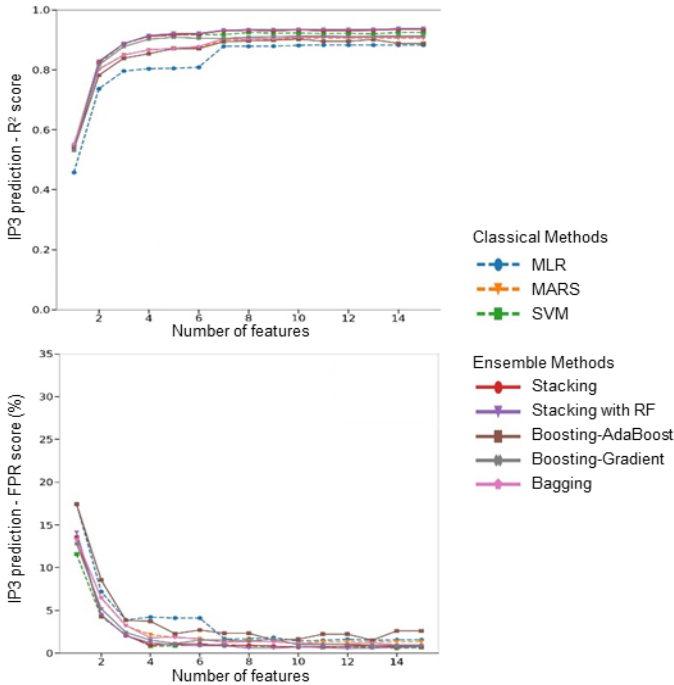 1.0
0.8
0.6
0.4
0.2
0.0
IP3 prediction - R² score
2 4 6 8 10 12 14
Number of features
Classical Methods
MLR
MARS
SVM
35
30
25
20
15
10
5
0
IP3 prediction - FPR score (%)
2 4 6 8 10 12 14
Number of features
Ensemble Methods
Stacking
Stacking with RF
Boosting-AdaBoost
Boosting-Gradient
Bagging